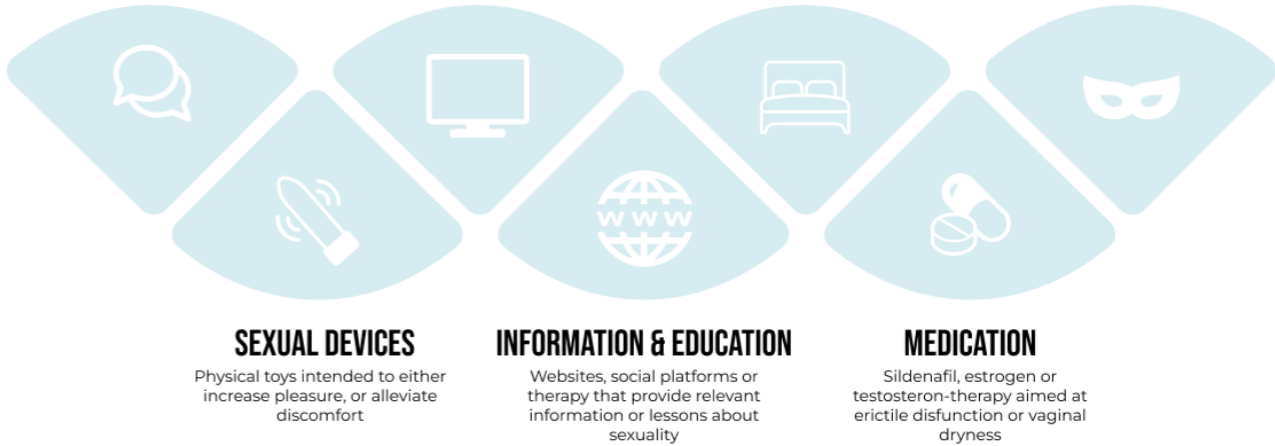 WWW
SEXUAL DEVICES
Physical toys intended to either
increase pleasure, or alleviate
discomfort
INFORMATION & EDUCATION
Websites, social platforms or
therapy that provide relevant
information or lessons about
sexuality
MEDICATION
Sildenafil, estrogen or
testosteron-therapy aimed at
erictile disfunction or vaginal
dryness